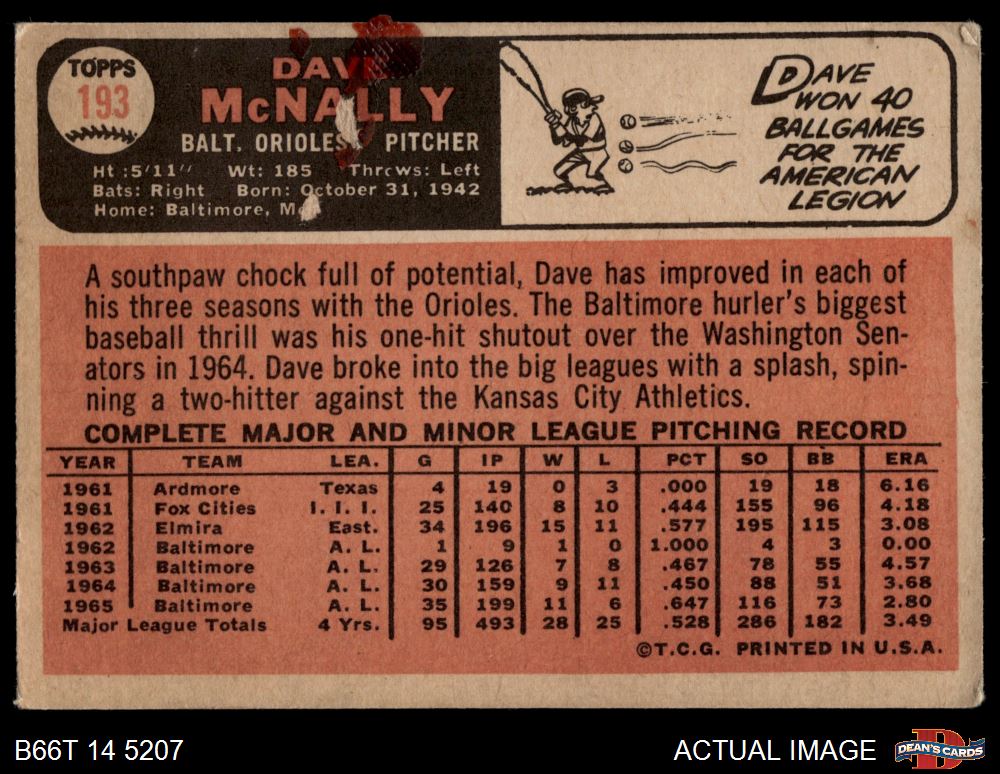 TOPPS
193
DAVE
McNALLY
BALT. ORIOLES PITCHER
Ht :5'11" Wt: 185 Throws: Left
Bats: Right Born: October 31, 1942
Home: Baltimore, Md
DAVE
WON 40
BALLGAMES
FOR THE
AMERICAN
LEGION
A southpaw chock full of potential, Dave has improved in each of
his three seasons with the Orioles. The Baltimore hurler's biggest
baseball thrill was his one-hit shutout over the Washington Sen-
ators in 1964. Dave broke into the big leagues with a splash, spin-
ning a two-hitter against the Kansas City Athletics.
COMPLETE MAJOR AND MINOR LEAGUE PITCHING RECORD
YEAR TEAM LEA. G IP W L PCT SO BB ERA
1961 Ardmore Texas 4 19 0 3 .000 19 18 6.16
1961 Fox Cities I. I. I. 25 140 8 10 .444 155 96 4.18
1962 Elmira East. 34 196 15 11 .577 195 115 3.08
1962 Baltimore A. L. 1 9 1 0 1.000 4 3 0.00
1963 Baltimore A. L. 29 126 7 8 .467 78 55 4.57
1964 Baltimore A. L. 30 159 9 11 .450 88 51 3.68
1965 Baltimore A. L. 35 199 11 6 .647 116 73 2.80
Major League Totals 4 Yrs. 95 493 28 25 .528 286 182 3.49
©T.C.G. PRINTED IN U.S.A.
B66T 14 5207
ACTUAL IMAGE
D
DEAN'S CARDS